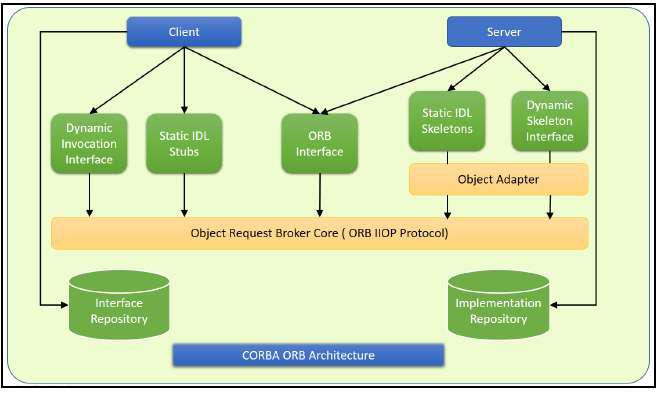 Client
Server
Dynamic
Invocation
Interface
Static IDL
Stubs
ORB
Interface
Static IDL
Skeletons
Dynamic
Skeleton
Interface
Object Adapter
Object Request Broker Core ( ORB IIOP Protocol)
Interface
Repository
Implementation
Repository
CORBA ORB Architecture